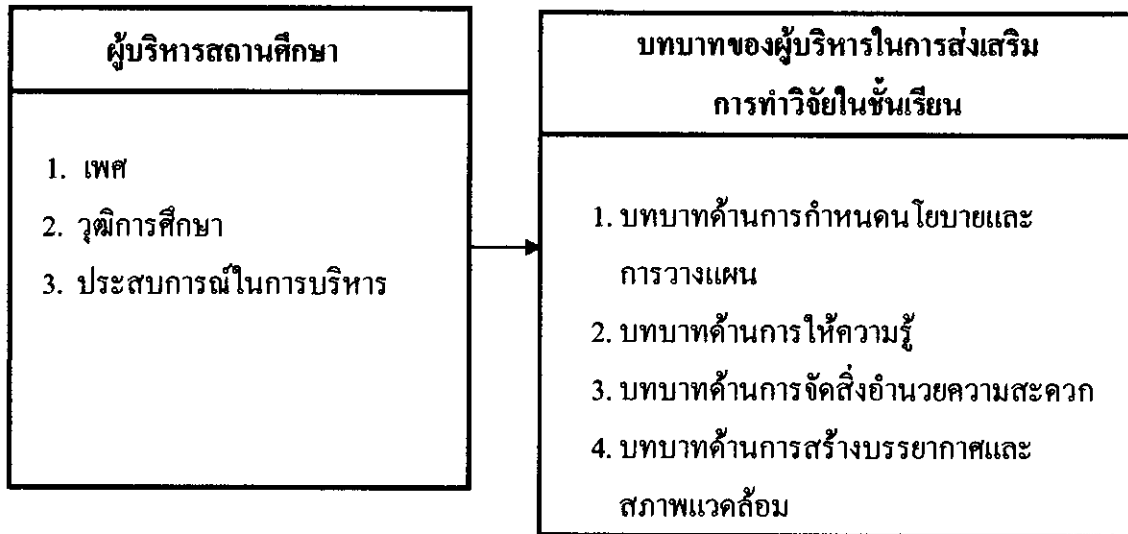 ผู้บริหารสถานศึกษา
1. เพศ
2. วุฒิการศึกษา
3. ประสบการณ์ในการบริหาร
บทบาทของผู้บริหารในการส่งเสริม
การทำวิจัยในชั้นเรียน
1. บทบาทด้านการกำหนดนโยบายและ
การวางแผน
2. บทบาทด้านการให้ความรู้
3. บทบาทด้านการจัดสิ่งอำนวยความสะดวก
4. บทบาทด้านการสร้างบรรยากาศและ
สภาพแวดล้อม